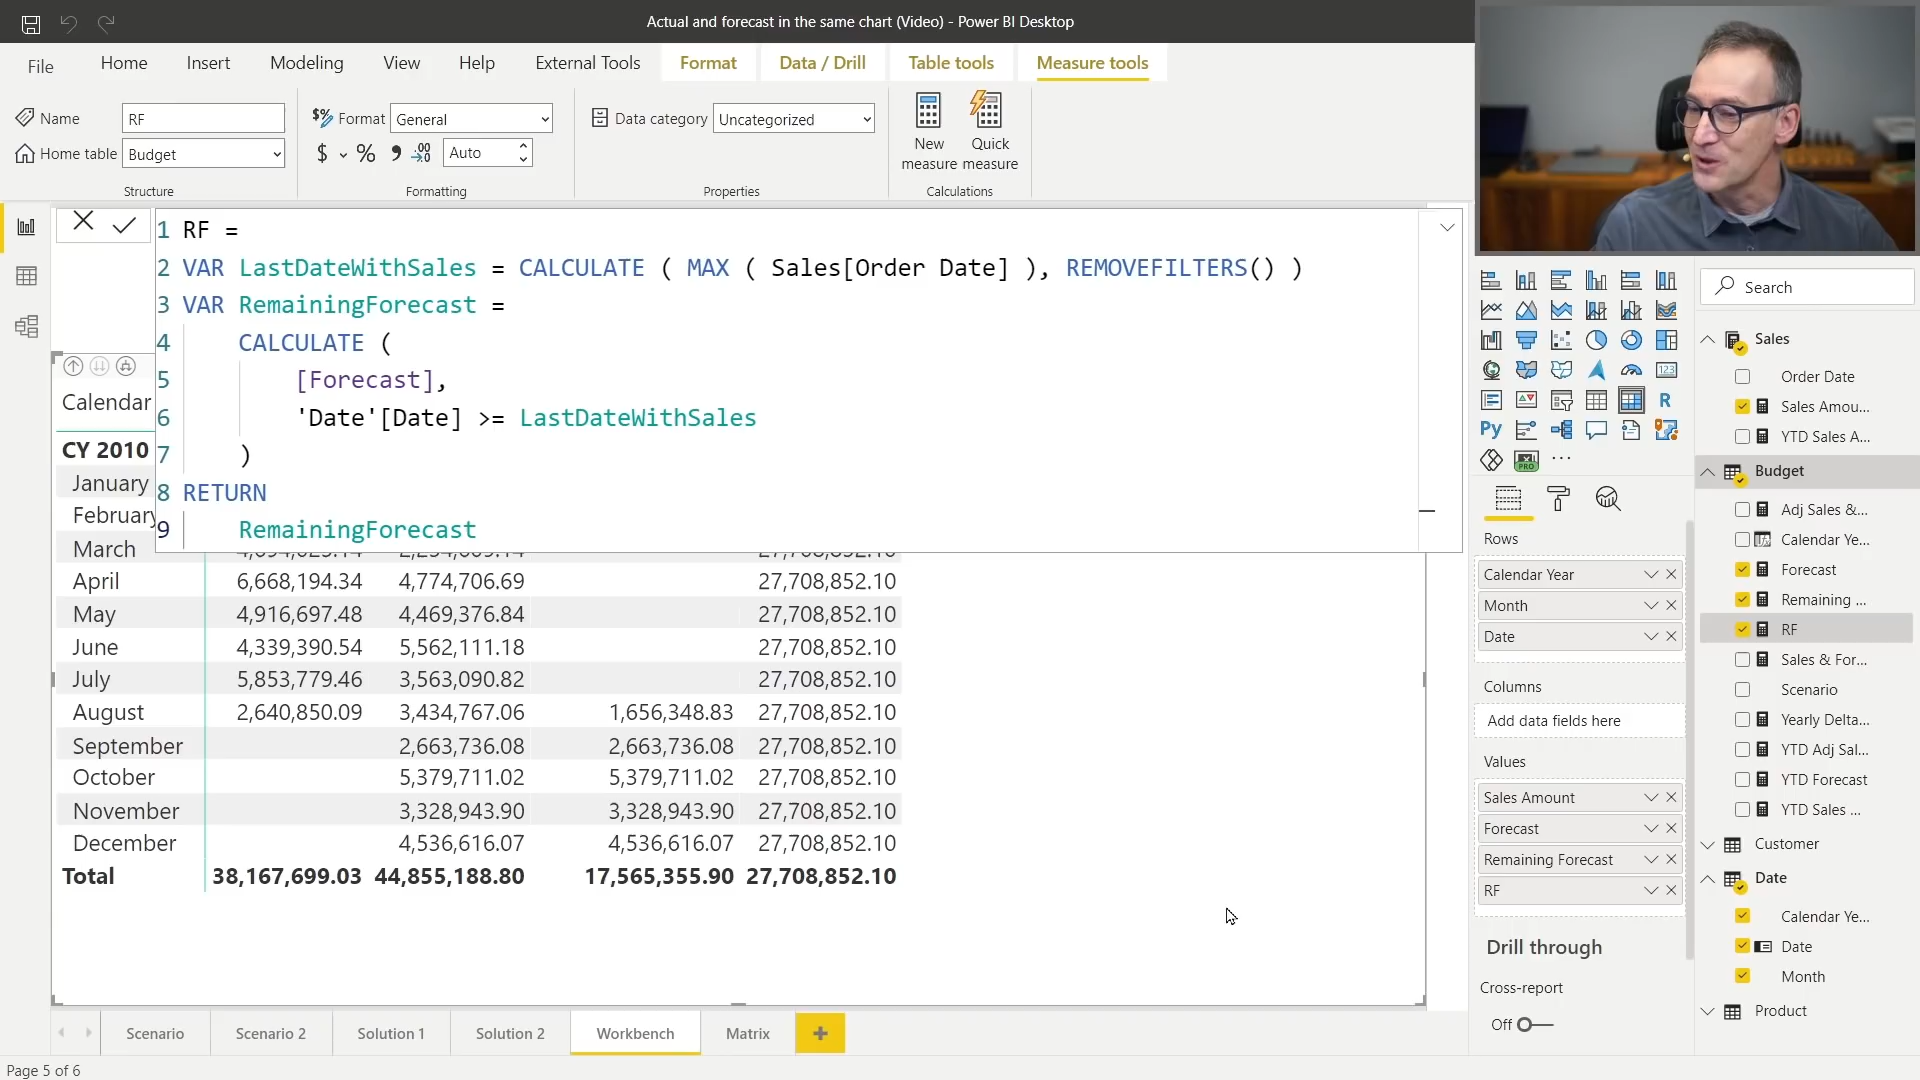 Actual and forecast in the same chart (Video) - Power BI Desktop
File Home Insert Modeling View Help External Tools Format Data / Drill Table tools Measure tools
Name RF
Home table Budget
Structure
$% Format General
$ % , .00 Auto
Formatting
Data category Uncategorized
Properties
New measure
Quick measure
Calculations
1 RF =
2 VAR LastDateWithSales = CALCULATE ( MAX ( Sales[Order Date] ), REMOVEFILTERS() )
3 VAR RemainingForecast =
4 CALCULATE (
5 [Forecast],
6 'Date'[Date] >= LastDateWithSales
7 )
8 RETURN
9 RemainingForecast
Calendar
CY 2010
January
February
March 27,708,852.10
April 6,668,194.34 4,774,706.69 27,708,852.10
May 4,916,697.48 4,469,376.84 27,708,852.10
June 4,339,390.54 5,562,111.18 27,708,852.10
July 5,853,779.46 3,563,090.82 27,708,852.10
August 2,640,850.09 3,434,767.06 1,656,348.83 27,708,852.10
September 2,663,736.08 2,663,736.08 27,708,852.10
October 5,379,711.02 5,379,711.02 27,708,852.10
November 3,328,943.90 3,328,943.90 27,708,852.10
December 4,536,616.07 4,536,616.07 27,708,852.10
Total 38,167,699.03 44,855,188.80 17,565,355.90 27,708,852.10
Scenario Scenario 2 Solution 1 Solution 2 Workbench Matrix +
Page 5 of 6
123
R
Py
PRO
...
Rows
Calendar Year
Month
Date
Columns
Add data fields here
Values
Sales Amount
Forecast
Remaining Forecast
RF
Drill through
Cross-report
Off
Search
Sales
Order Date
Sales Amou...
YTD Sales A...
Budget
Adj Sales &...
Calendar Ye...
Forecast
Remaining ...
RF
Sales & For...
Scenario
Yearly Delta...
YTD Adj Sal...
YTD Forecast
YTD Sales ...
Customer
Date
Calendar Ye...
Date
Month
Product